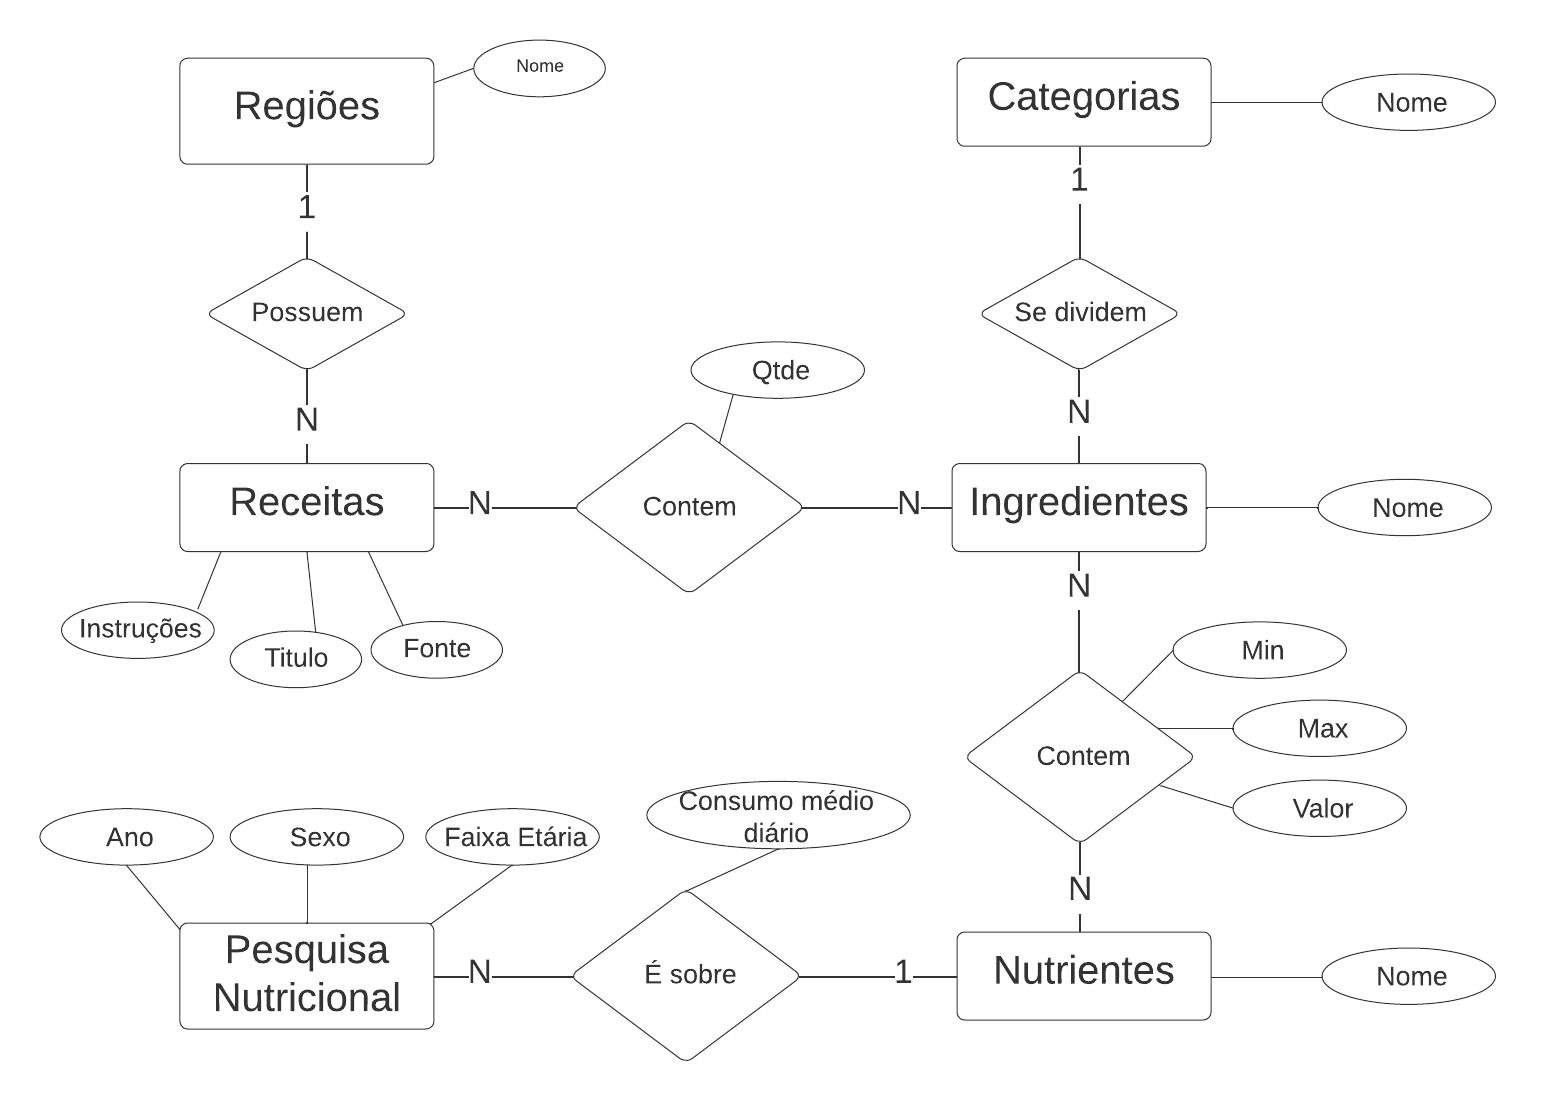 Regiões
Nome
Categorias
Nome
1
1
Possuem
Se dividem
Qtde
N
N
Receitas
N
Contem
N
Ingredientes
Nome
N
Instruções
Titulo
Fonte
Min
Max
Contem
Valor
Consumo médio
diário
Ano
Sexo
Faixa Etária
N
Pesquisa
Nutricional
N
É sobre
1
Nutrientes
Nome